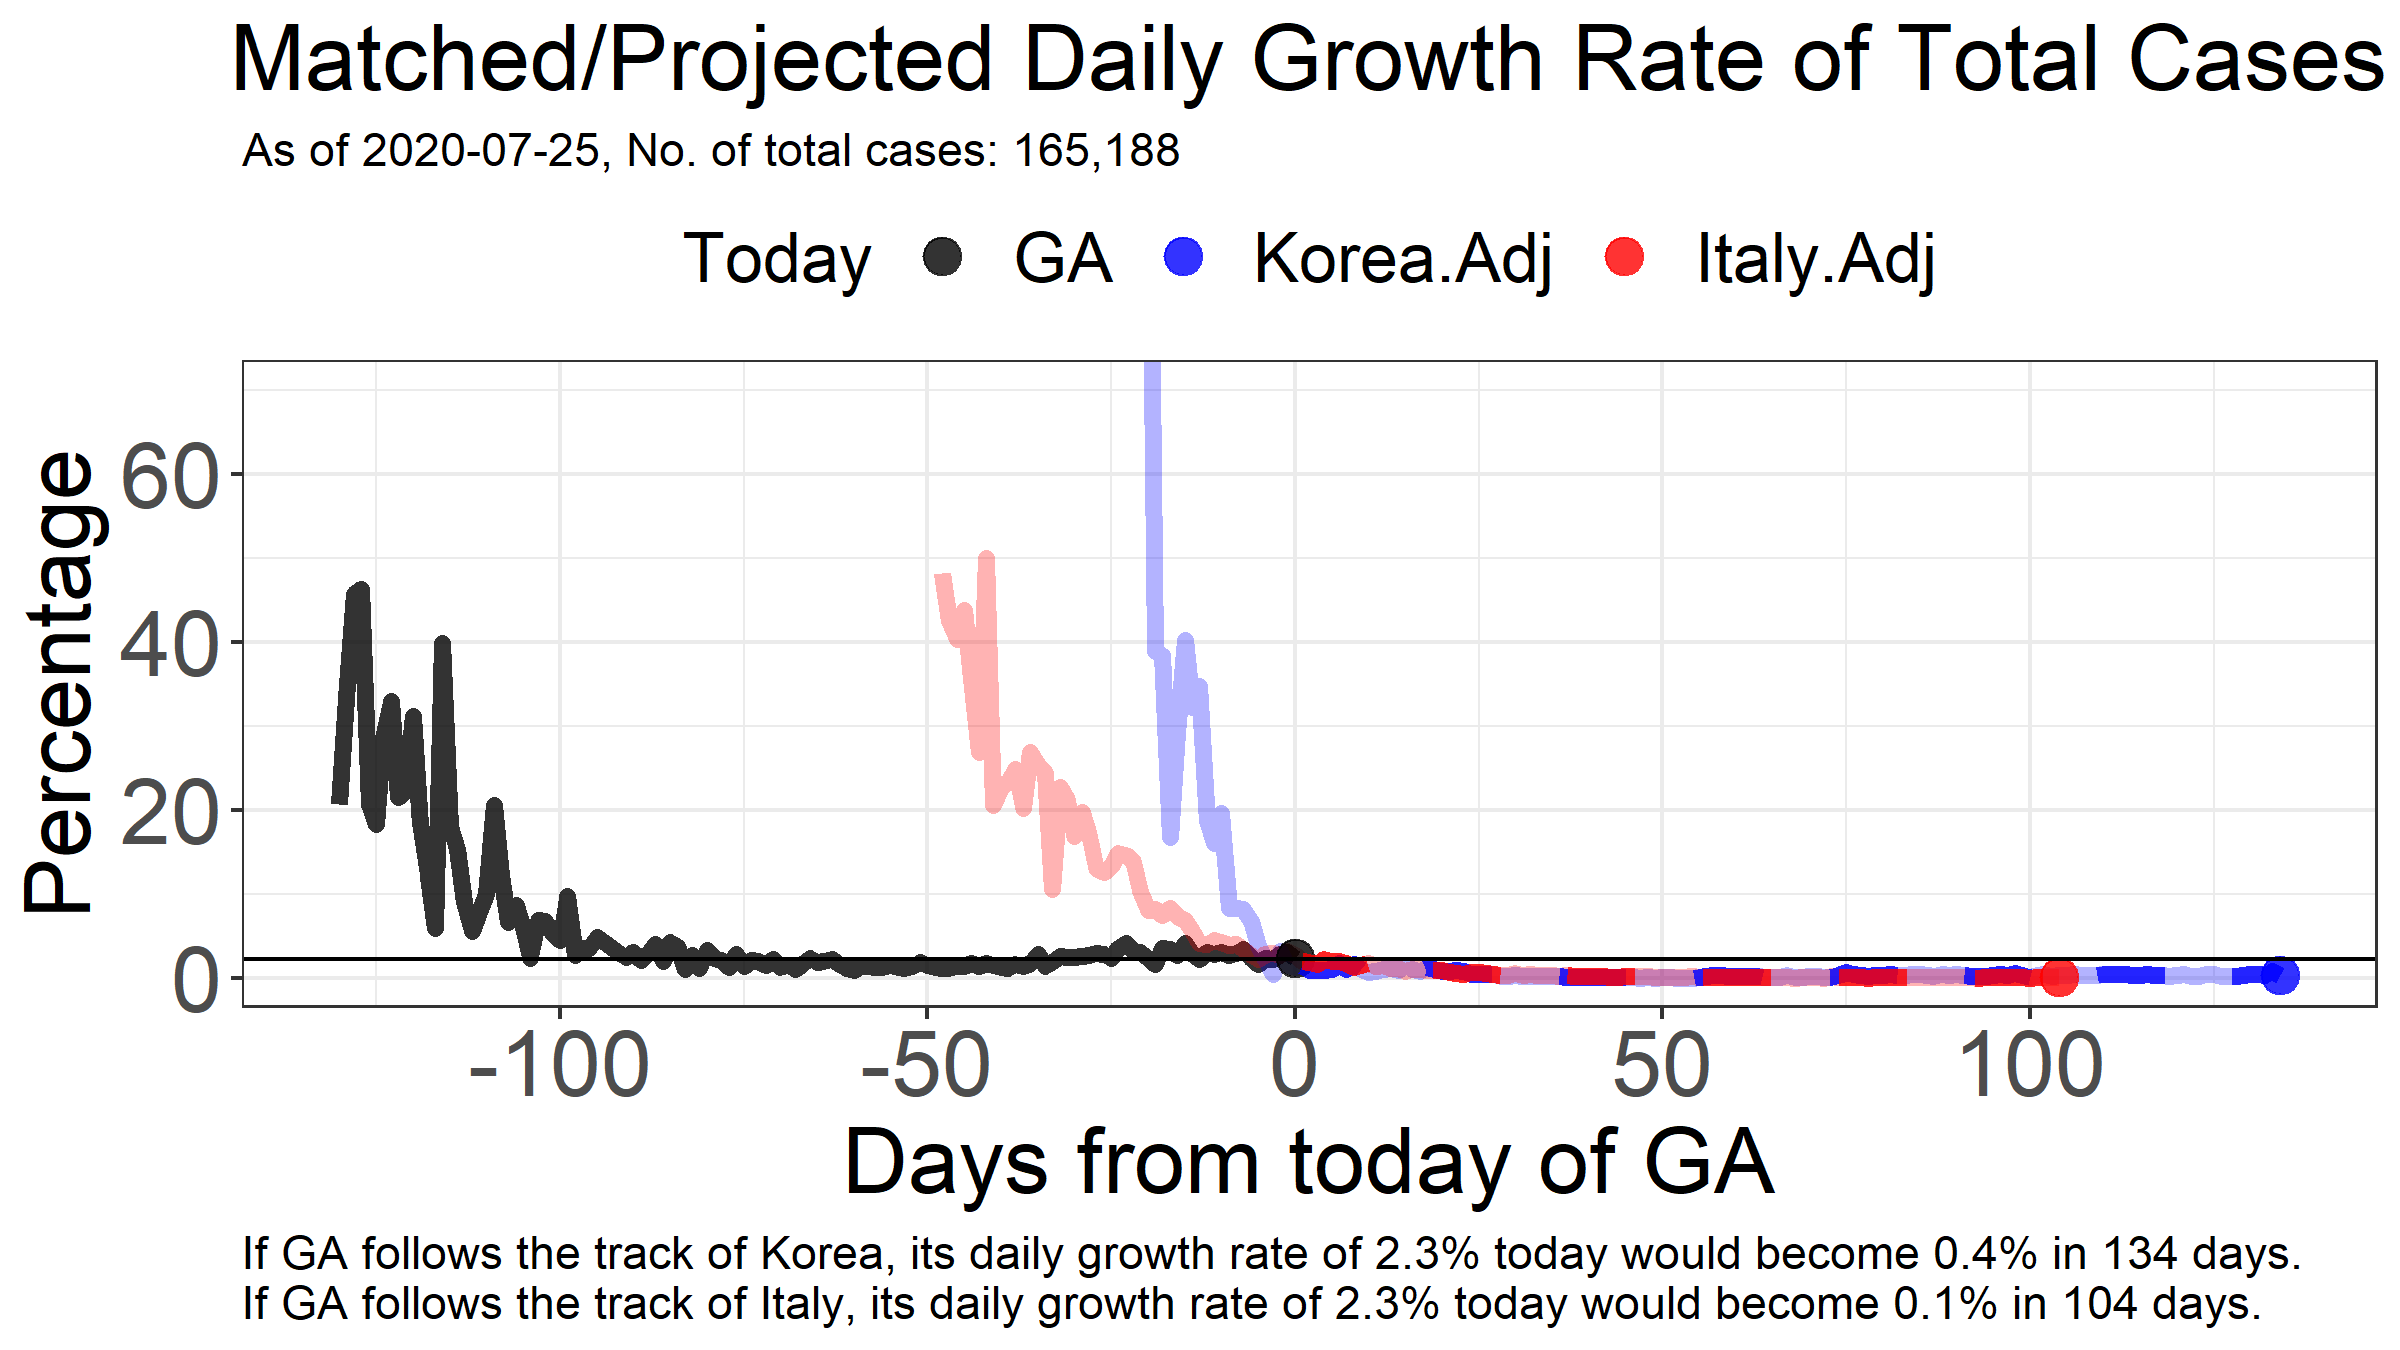 Matched/Projected Daily Growth Rate of Total Cases
As of 2020-07-25, No. of total cases: 165,188
Today GA Korea.Adj Italy.Adj
Percentage
60
40
20
0
-100 -50 0 50 100
Days from today of GA
If GA follows the track of Korea, its daily growth rate of 2.3% today would become 0.4% in 134 days.
If GA follows the track of Italy, its daily growth rate of 2.3% today would become 0.1% in 104 days.